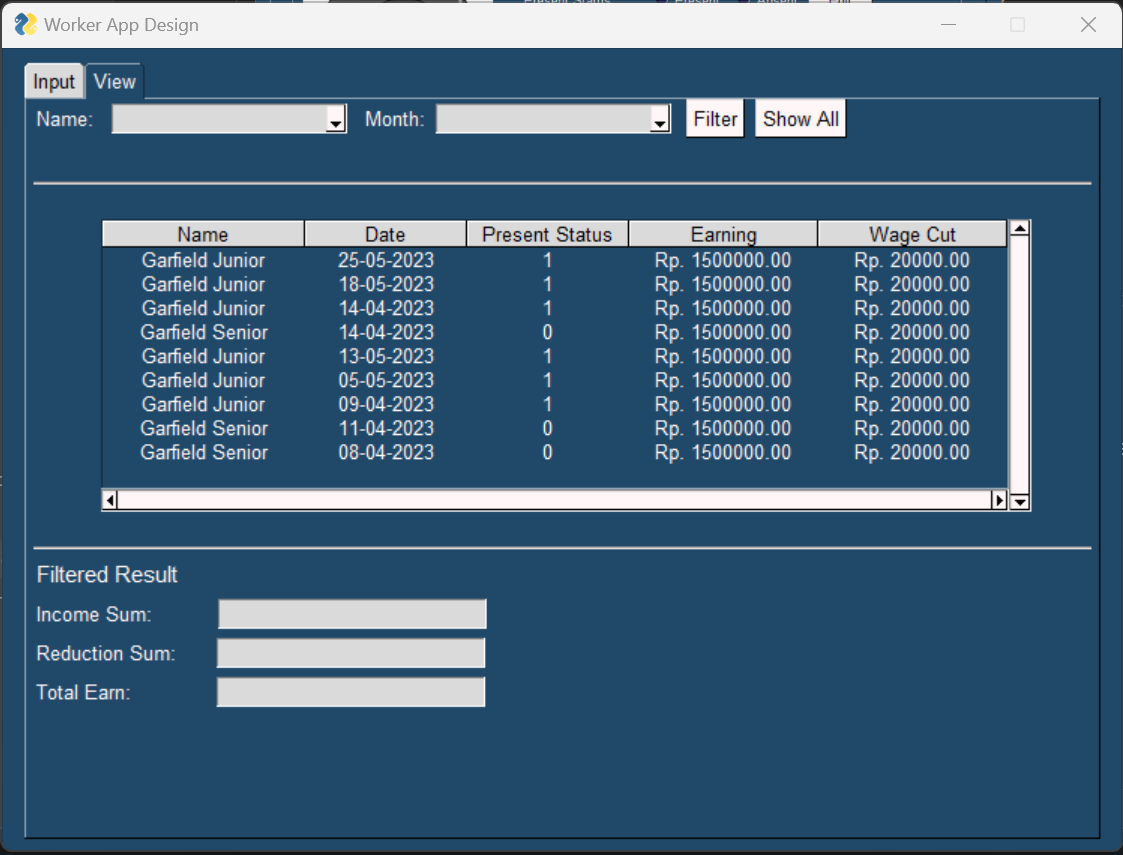 Worker App Design
Input View
Name: Month: Filter Show All
Name Date Present Status Earning Wage Cut
Garfield Junior 25-05-2023 1 Rp. 1500000.00 Rp. 20000.00
Garfield Junior 18-05-2023 1 Rp. 1500000.00 Rp. 20000.00
Garfield Junior 14-04-2023 1 Rp. 1500000.00 Rp. 20000.00
Garfield Senior 14-04-2023 0 Rp. 1500000.00 Rp. 20000.00
Garfield Junior 13-05-2023 1 Rp. 1500000.00 Rp. 20000.00
Garfield Junior 05-05-2023 1 Rp. 1500000.00 Rp. 20000.00
Garfield Junior 09-04-2023 1 Rp. 1500000.00 Rp. 20000.00
Garfield Senior 11-04-2023 0 Rp. 1500000.00 Rp. 20000.00
Garfield Senior 08-04-2023 0 Rp. 1500000.00 Rp. 20000.00
Filtered Result
Income Sum:
Reduction Sum:
Total Earn: